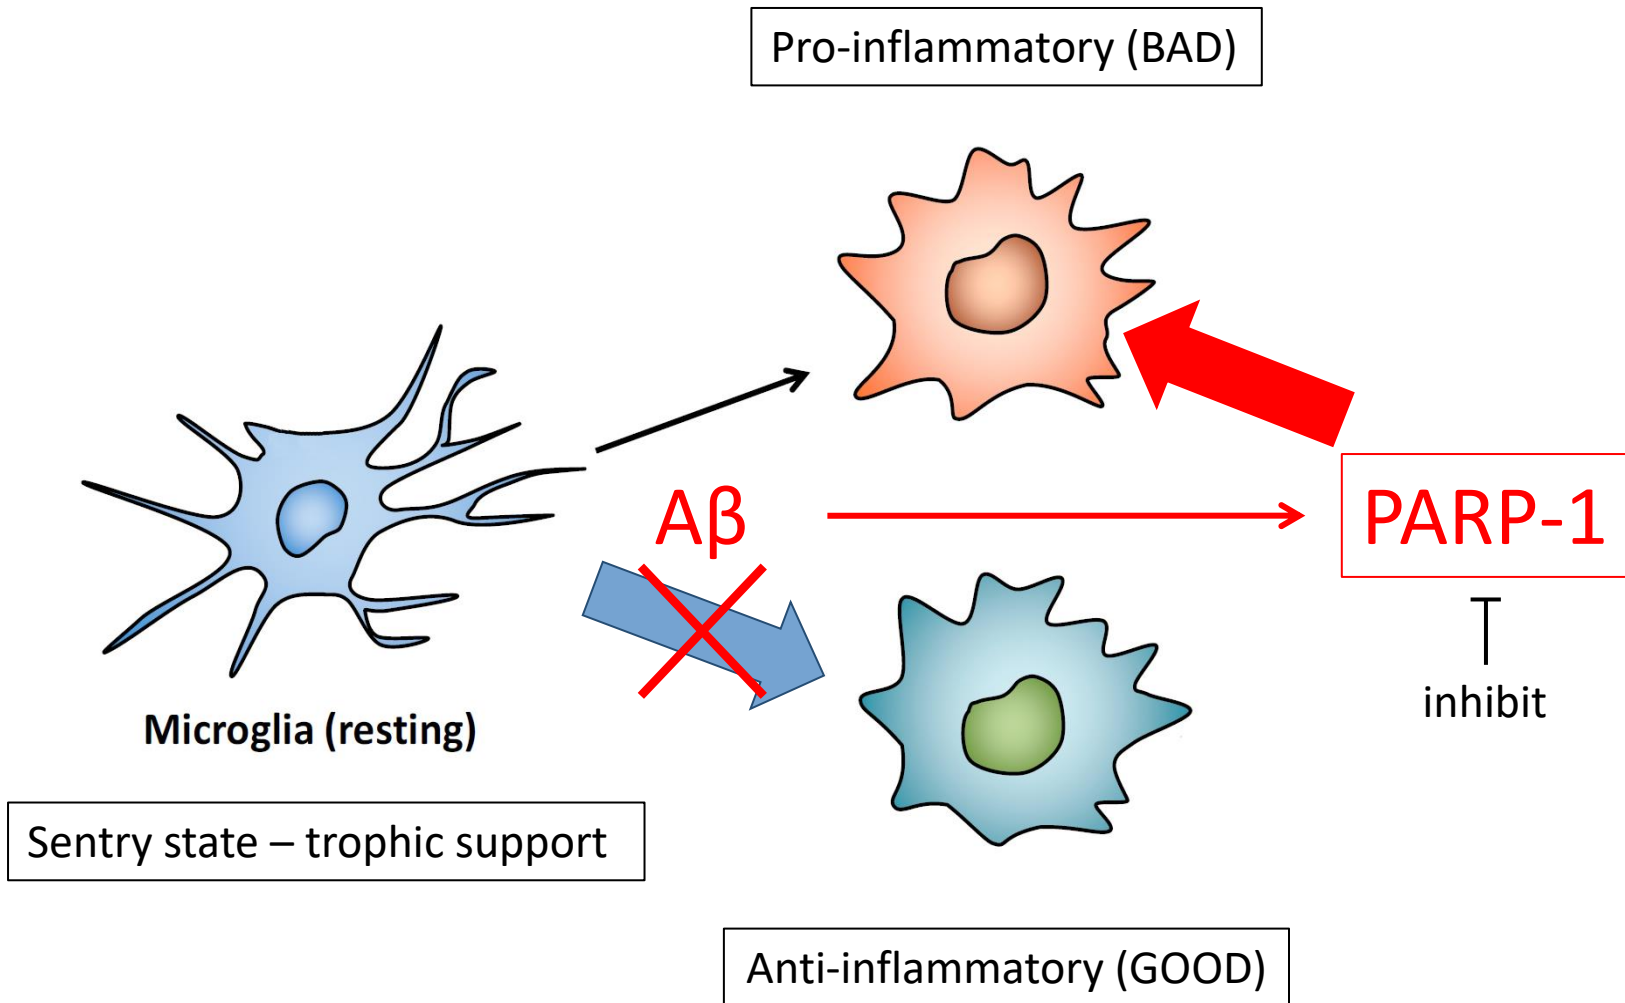 Pro-inflammatory (BAD)
Aβ
PARP-1
inhibit
Microglia (resting)
Sentry state – trophic support
Anti-inflammatory (GOOD)